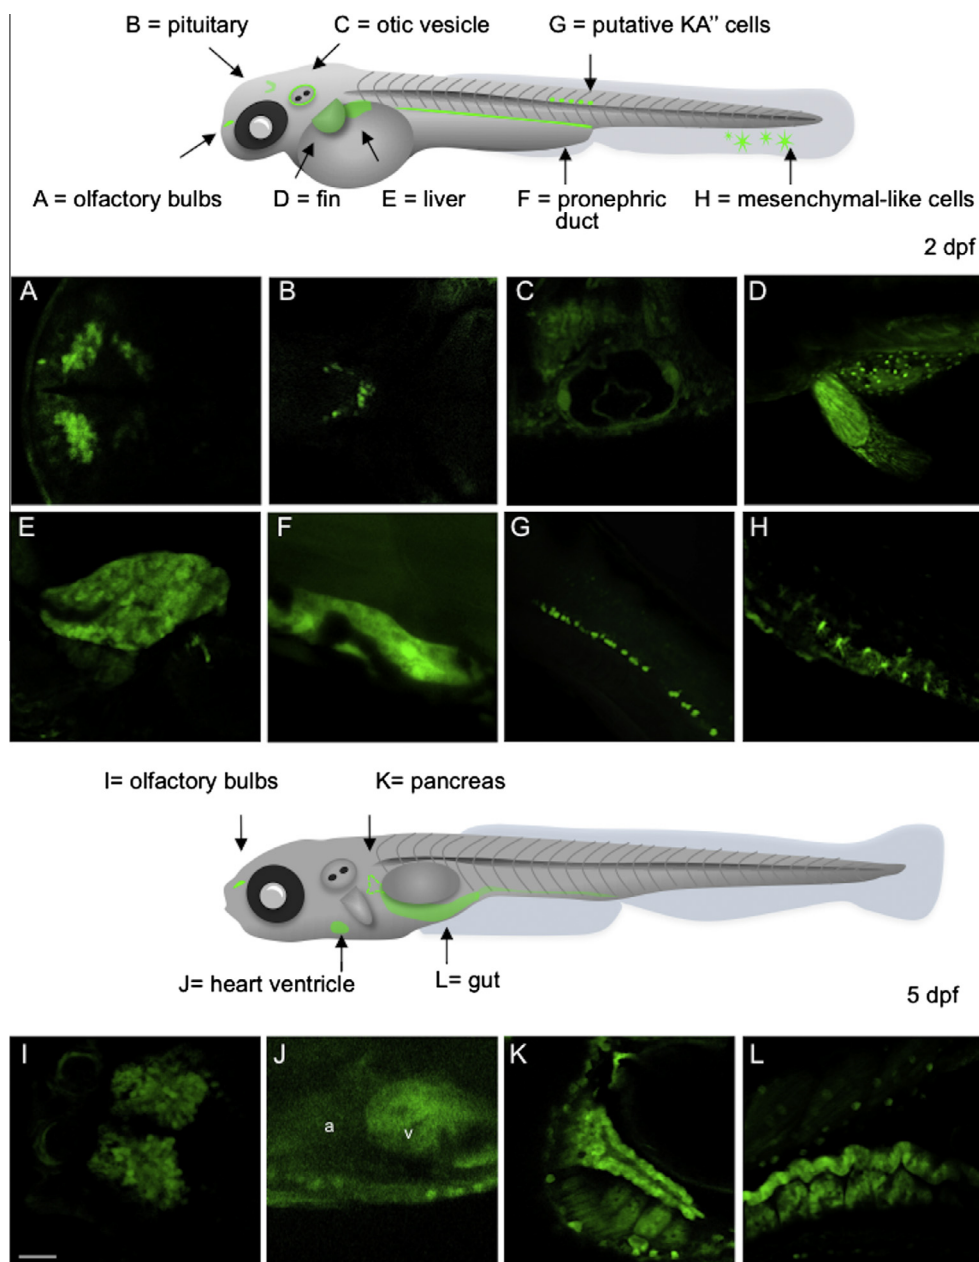 B = pituitary
C = otic vesicle
G = putative KA'' cells
A = olfactory bulbs
D = fin
E = liver
F = pronephric
duct
H = mesenchymal-like cells
2 dpf
A
B
C
D
E
F
G
H
I= olfactory bulbs
K= pancreas
J= heart ventricle
L= gut
5 dpf
I
J
K
L
a
v